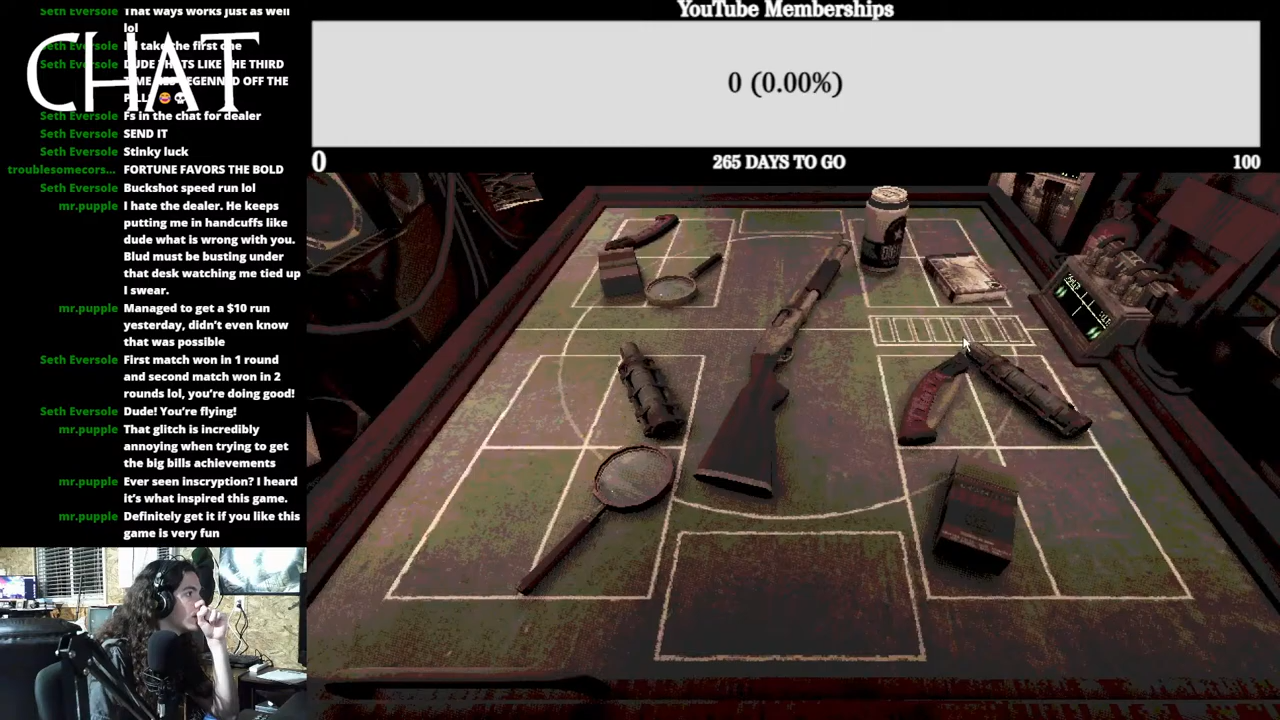 YouTube Memberships
0 (0.00%)
0
265 DAYS TO GO
100
CHAT
Seth Eversole That ways works just as well
lol
Seth Eversole take the first one
Seth Eversole DUDE THATS LIKE THE THIRD
TIME OFF THE
Seth Eversole Fs in the chat for dealer
Seth Eversole SEND IT
Seth Eversole Stinky luck
troublesomecors... FORTUNE FAVORS THE BOLD
Seth Eversole Buckshot speed run lol
mr.pupple I hate the dealer. He keeps
putting me in handcuffs like
dude what is wrong with you.
Blud must be busting under
that desk watching me tied up
I swear.
mr.pupple Managed to get a $10 run
yesterday, didn't even know
that was possible
Seth Eversole First match won in 1 round
and second match won in 2
rounds lol, you're doing good!
Seth Eversole Dude! You're flying!
mr.pupple That glitch is incredibly
annoying when trying to get
the big bills achievements
mr.pupple Ever seen inscryption? I heard
it's what inspired this game.
mr.pupple Definitely get it if you like this
game is very fun